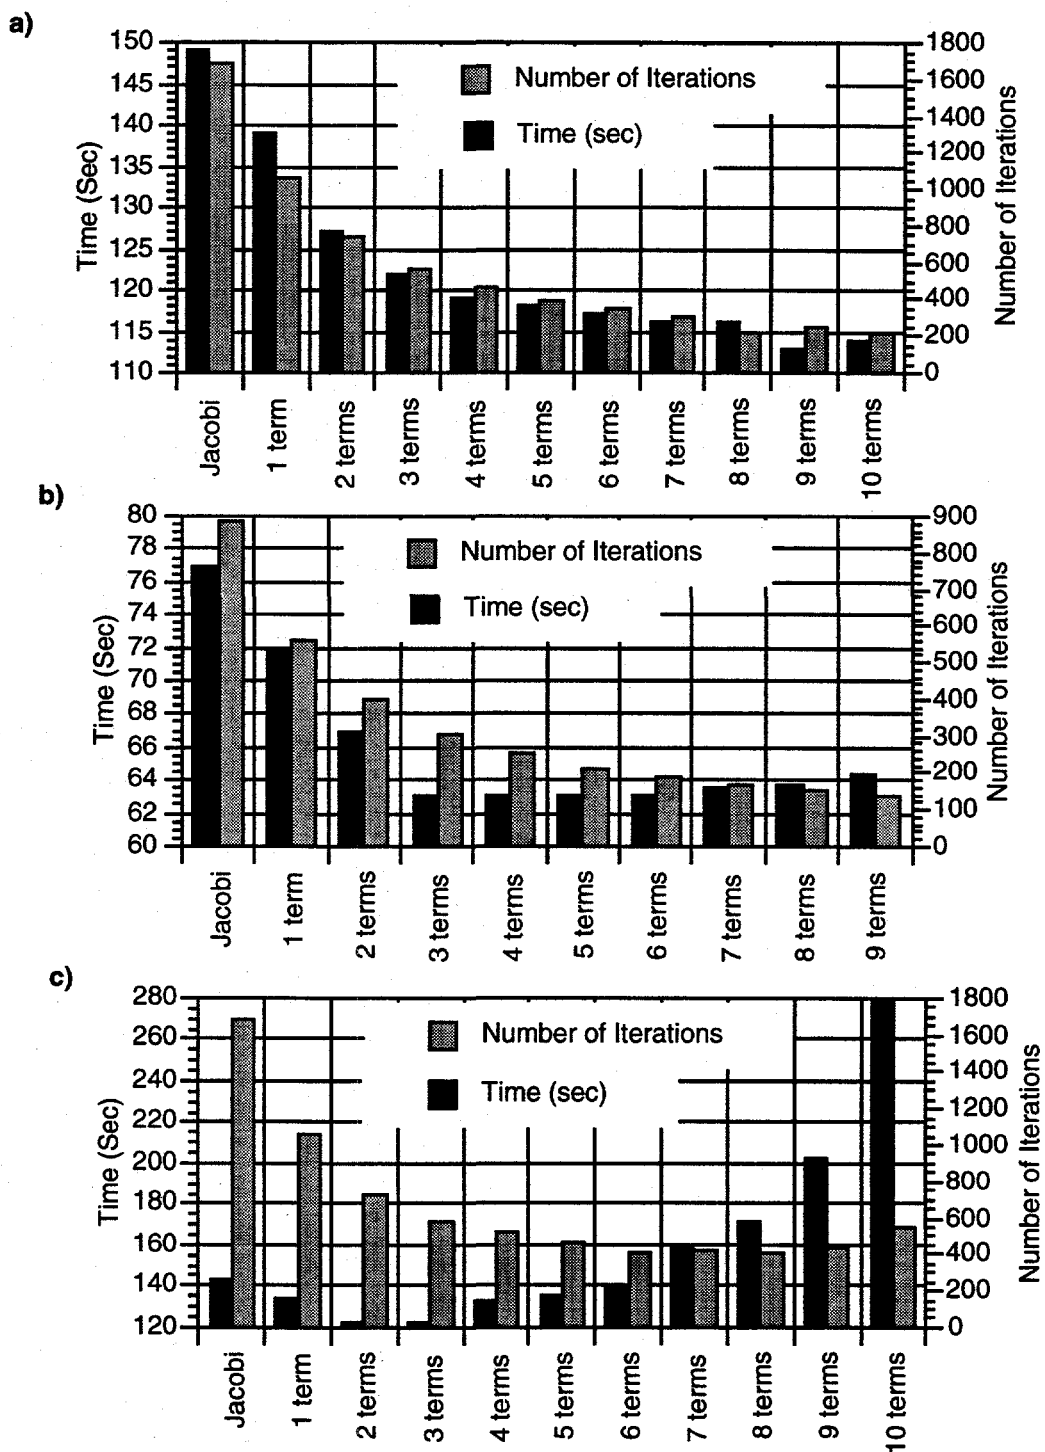 a)
150
145
140
135
130
125
120
115
110
Time (Sec)
Number of Iterations
Time (sec)
1800
1600
1400
1200
1000
800
600
400
200
0
Number of Iterations
Jacobi
1 term
2 terms
3 terms
4 terms
5 terms
6 terms
7 terms
8 terms
9 terms
10 terms
b)
80
78
76
74
72
70
68
66
64
62
60
Time (Sec)
Number of Iterations
Time (sec)
900
800
700
600
500
400
300
200
100
0
Number of Iterations
Jacobi
1 term
2 terms
3 terms
4 terms
5 terms
6 terms
7 terms
8 terms
9 terms
c)
280
260
240
220
200
180
160
140
120
Time (Sec)
Number of Iterations
Time (sec)
1800
1600
1400
1200
1000
800
600
400
200
0
Number of Iterations
Jacobi
1 term
2 terms
3 terms
4 terms
5 terms
6 terms
7 terms
8 terms
9 terms
10 terms